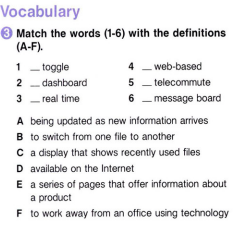 Vocabulary
3 Match the words (1-6) with the definitions
(A-F).
1 __ toggle 4 __ web-based
2 __ dashboard 5 __ telecommute
3 __ real time 6 __ message board
A being updated as new information arrives
B to switch from one file to another
C a display that shows recently used files
D available on the Internet
E a series of pages that offer information about
a product
F to work away from an office using technology